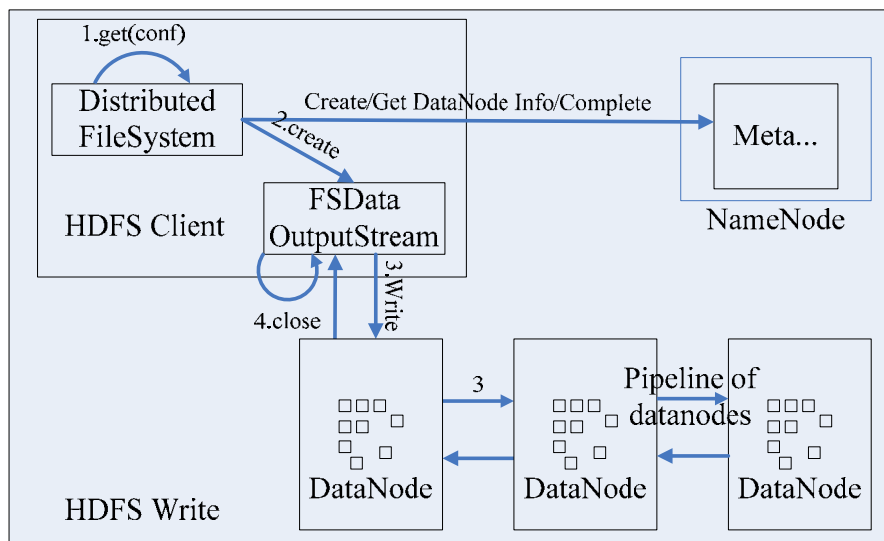 1.get(conf)
Distributed
FileSystem
Create/Get DataNode Info/Complete
2.create
Meta...
NameNode
FSData
OutputStream
HDFS Client
3.Write
4.close
3
Pipeline of
datanodes
DataNode
DataNode
DataNode
HDFS Write